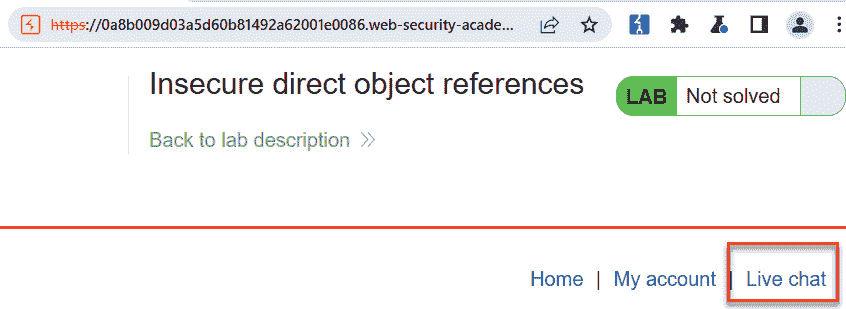 https://0a8b009d03a5d60b81492a62001e0086.web-security-acade...
Insecure direct object references
LAB Not solved
Back to lab description
Home | My account | Live chat